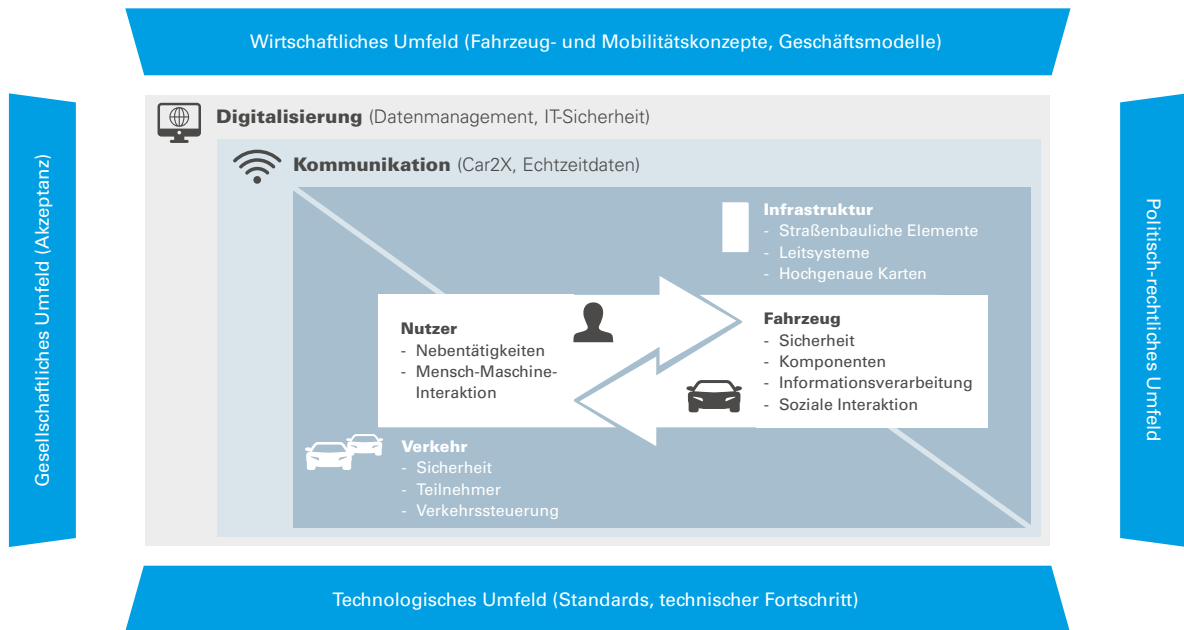 Wirtschaftliches Umfeld (Fahrzeug- und Mobilitätskonzepte, Geschäftsmodelle)
Gesellschaftliches Umfeld (Akzeptanz)
Digitalisierung (Datenmanagement, IT-Sicherheit)
Kommunikation (Car2X, Echtzeitdaten)
Infrastruktur
- Straßenbauliche Elemente
- Leitsysteme
- Hochgenaue Karten
Nutzer
- Nebentätigkeiten
- Mensch-Maschine-
Interaktion
Fahrzeug
- Sicherheit
- Komponenten
- Informationsverarbeitung
- Soziale Interaktion
Verkehr
- Sicherheit
- Teilnehmer
- Verkehrssteuerung
Politisch-rechtliches Umfeld
Technologisches Umfeld (Standards, technischer Fortschritt)